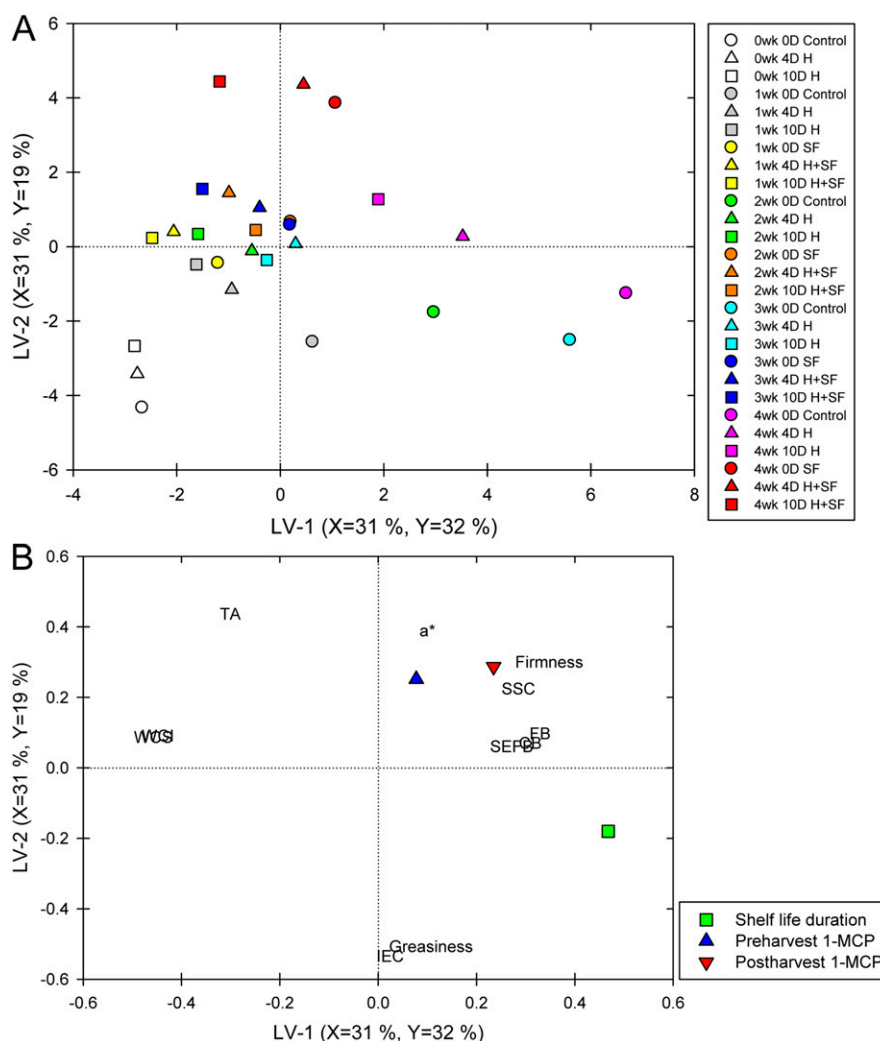 A
6
4
2
0
-2
-4
-6
LV-2 (X=31 %, Y=19 %)
-4
-2
0
2
4
6
8
LV-1 (X=31 %, Y=32 %)
0wk 0D Control
0wk 4D H
0wk 10D H
1wk 0D Control
1wk 4D H
1wk 10D H
1wk 0D SF
1wk 4D H+SF
1wk 10D H+SF
2wk 0D Control
2wk 4D H
2wk 10D H
2wk 0D SF
2wk 4D H+SF
2wk 10D H+SF
3wk 0D Control
3wk 4D H
3wk 10D H
3wk 0D SF
3wk 4D H+SF
3wk 10D H+SF
4wk 0D Control
4wk 4D H
4wk 10D H
4wk 0D SF
4wk 4D H+SF
4wk 10D H+SF
B
0.6
0.4
0.2
0.0
-0.2
-0.4
-0.6
LV-2 (X=31 %, Y=19 %)
TA
a*
Firmness
SSC
FB
CB
SEFB
WCS
WCI
Greasiness
IEC
-0.6
-0.4
-0.2
0.0
0.2
0.4
0.6
LV-1 (X=31 %, Y=32 %)
Shelf life duration
Preharvest 1-MCP
Postharvest 1-MCP